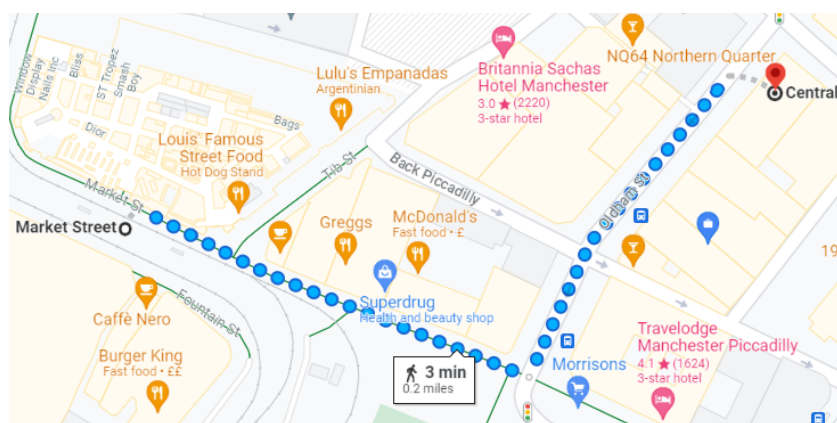 Window
Display
Nails Inc
Bliss
ST Tropez
Smash
Boy
Dior
Bags
Lulu's Empanadas
Argentinian
Louis' Famous
Street Food
Hot Dog Stand
Tib St
Britannia Sachas
Hotel Manchester
3.0 ★ (2220)
3-star hotel
NQ64 Northern Quarter
Central
Back Piccadilly
Oldham St
Market St
Market Street
Greggs
McDonald's
Fast food • £
Superdrug
Health and beauty shop
19
Fountain St
Caffè Nero
Burger King
Fast food • ££
3 min
0.2 miles
Morrisons
Travelodge
Manchester Piccadilly
4.1 ★ (1624)
3-star hotel